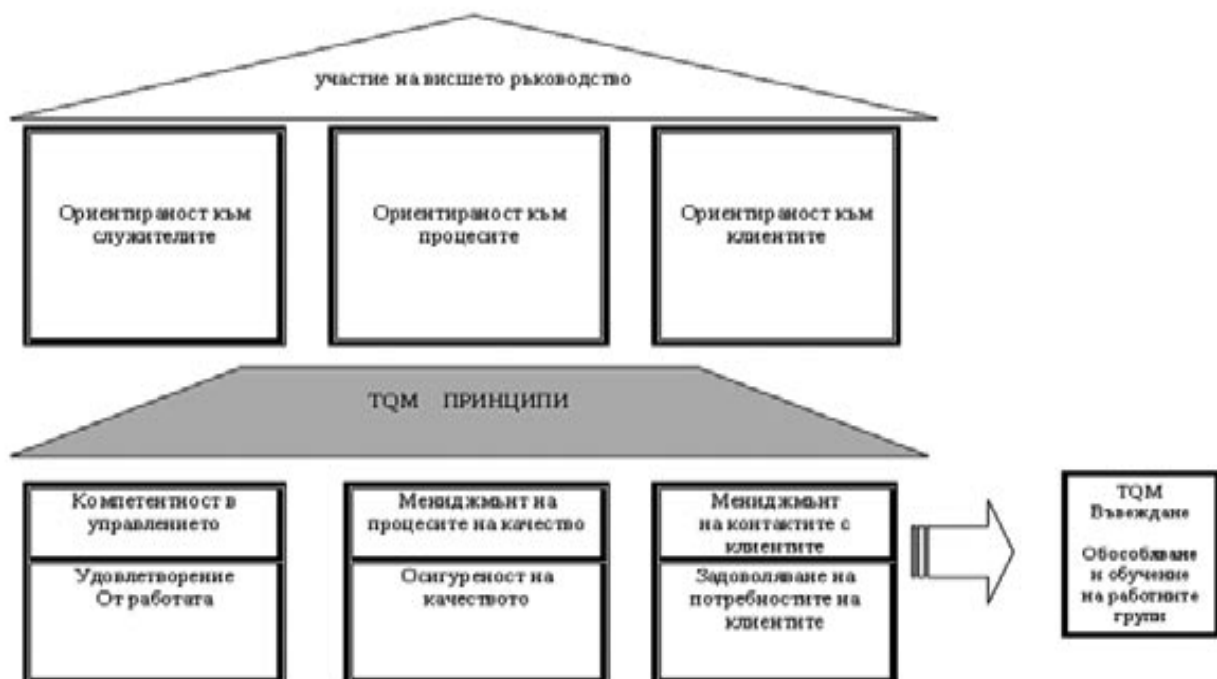 участие на висшето ръководство
Ориентираност към
служителите
Ориентираност към
процесите
Ориентираност към
клиентите
TQM ПРИНЦИПИ
Компетентност в
управлението
Мениджмънт на
процесите на качество
Мениджмънт
на контактите с
клиентите
Удовлетворение
От работата
Осигуреност на
качеството
Задоволяване на
потребностите на
клиентите
TQM
Въвеждане
Обособяване
и обучение
на работните
групи